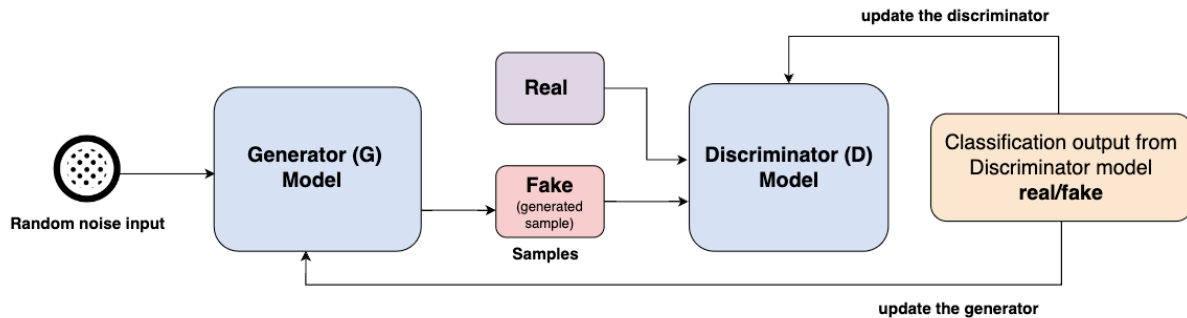 update the discriminator
Real
Generator (G)
Model
Discriminator (D)
Model
Classification output from
Discriminator model
real/fake
Fake
(generated
sample)
Random noise input
Samples
update the generator